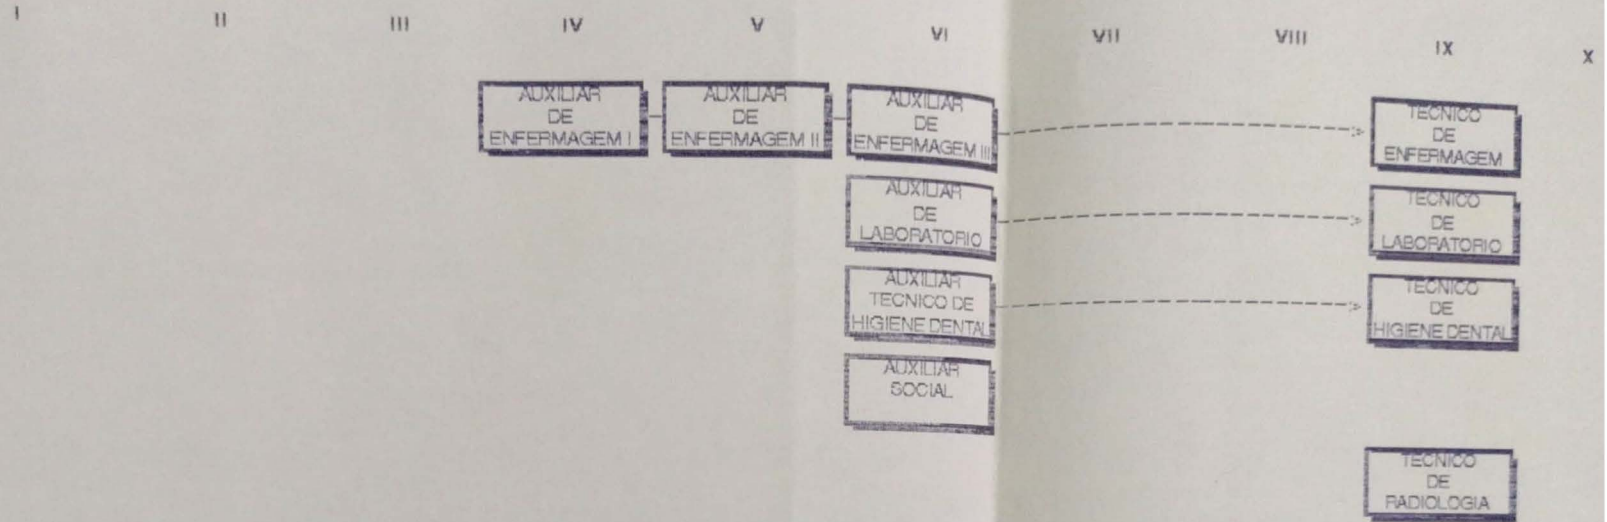 I II III IV V VI VII VIII IX X
AUXILIAR
DE
ENFERMAGEM I
AUXILIAR
DE
ENFERMAGEM II
AUXILIAR
DE
ENFERMAGEM III
TECNICO
DE
ENFERMAGEM
AUXILIAR
DE
LABORATORIO
TECNICO
DE
LABORATORIO
AUXILIAR
TECNICO DE
HIGIENE DENTAL
TECNICO
DE
HIGIENE DENTAL
AUXILIAR
SOCIAL
TECNICO
DE
RADIOLOGIA